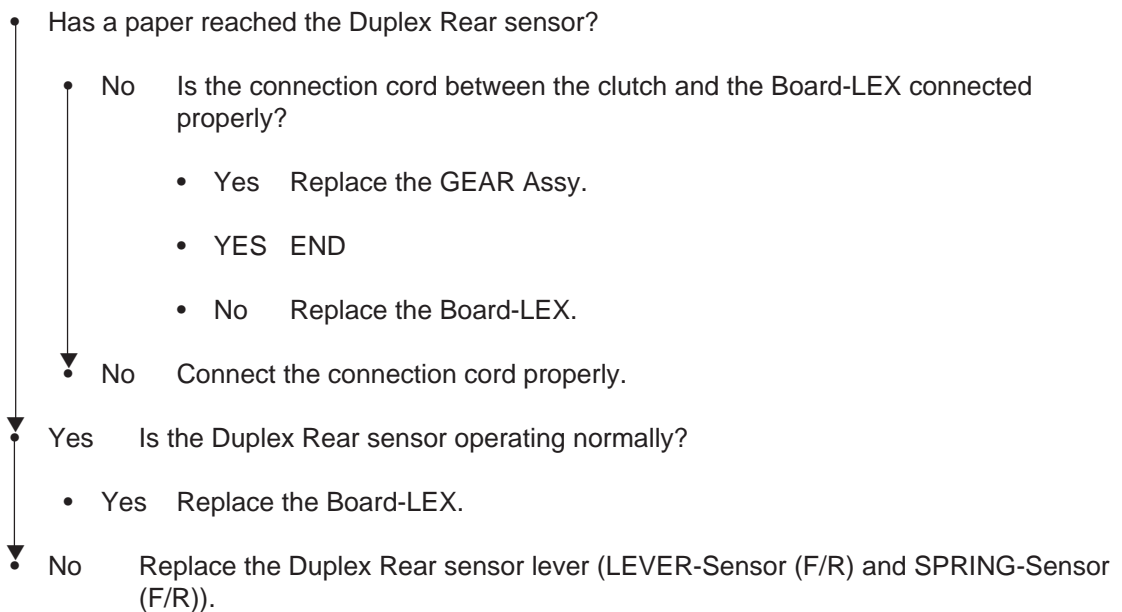 • Has a paper reached the Duplex Rear sensor?
• No Is the connection cord between the clutch and the Board-LEX connected
properly?
• Yes Replace the GEAR Assy.
• YES END
• No Replace the Board-LEX.
• No Connect the connection cord properly.
• Yes Is the Duplex Rear sensor operating normally?
• Yes Replace the Board-LEX.
• No Replace the Duplex Rear sensor lever (LEVER-Sensor (F/R) and SPRING-Sensor
(F/R)).